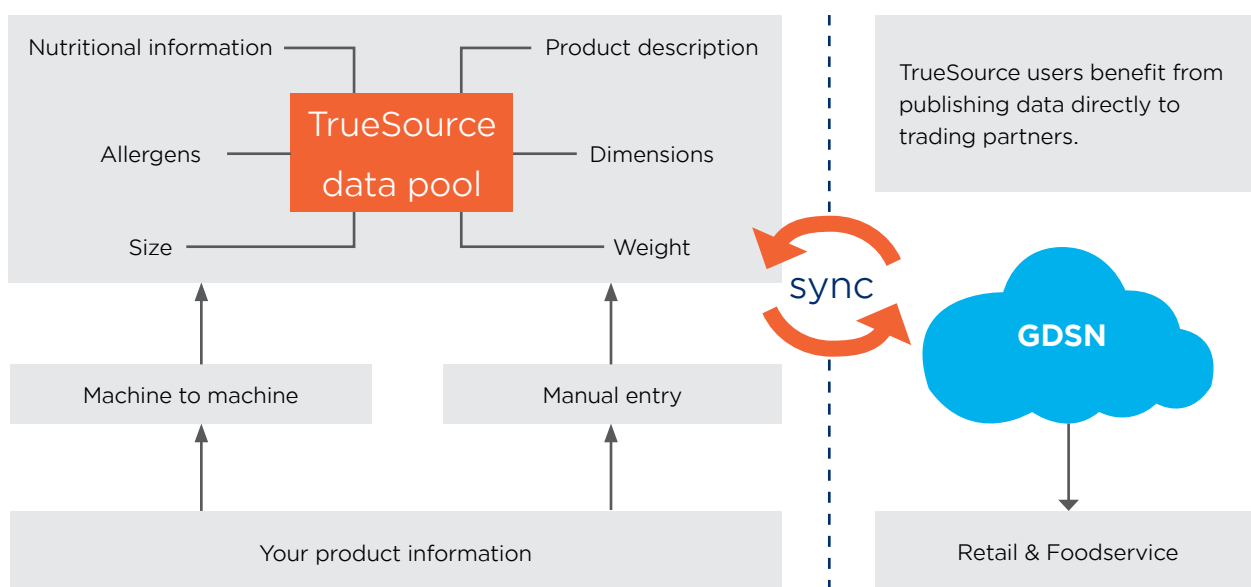 Nutritional information
Product description
TrueSource
data pool
Allergens
Dimensions
Size
Weight
Machine to machine
Manual entry
Your product information
sync
TrueSource users benefit from
publishing data directly to
trading partners.
GDSN
Retail & Foodservice